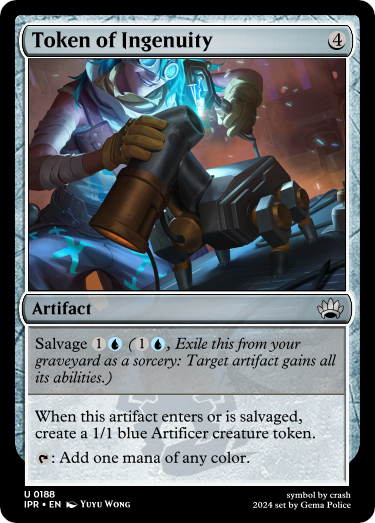 Token of Ingenuity 4
Artifact
Salvage 1 (1, Exile this from your
graveyard as a sorcery: Target artifact gains all
its abilities.)
When this artifact enters or is salvaged,
create a 1/1 blue Artificer creature token.
: Add one mana of any color.
U 0188
IPR • EN Yuyu Wong
symbol by crash
2024 set by Gema Police